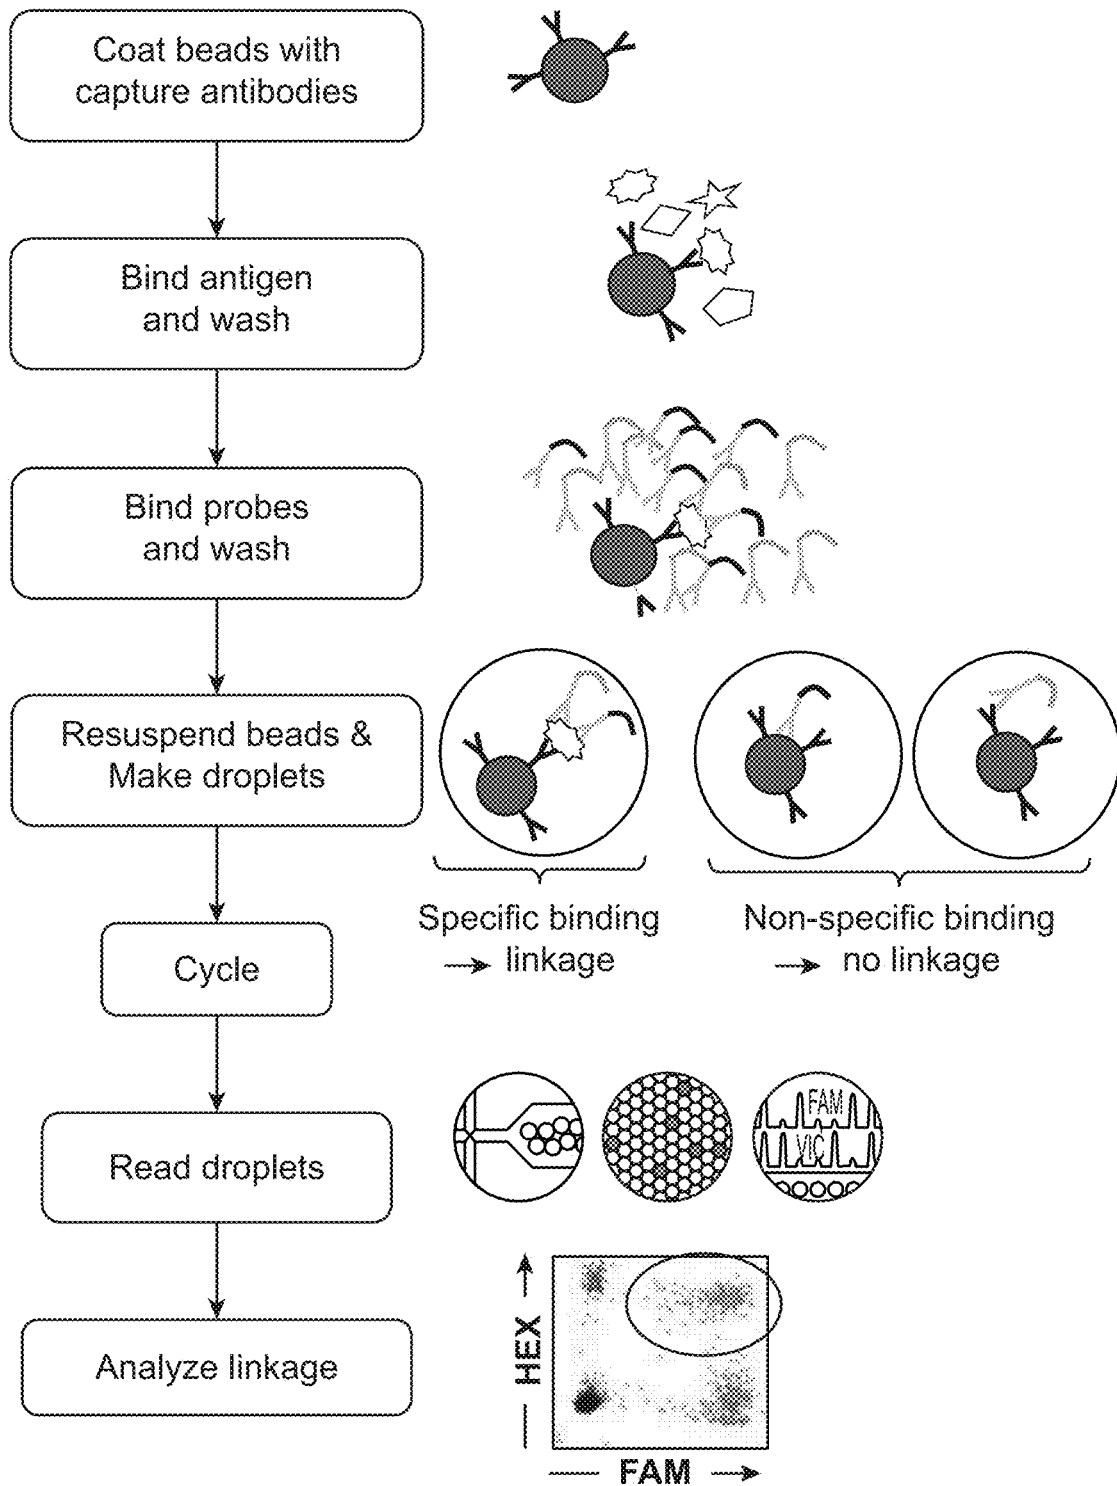 Coat beads with
capture antibodies
Bind antigen
and wash
Bind probes
and wash
Resuspend beads &
Make droplets
Specific binding
linkage
Non-specific binding
no linkage
Cycle
Read droplets
FAM
VIC
Analyze linkage
HEX
FAM